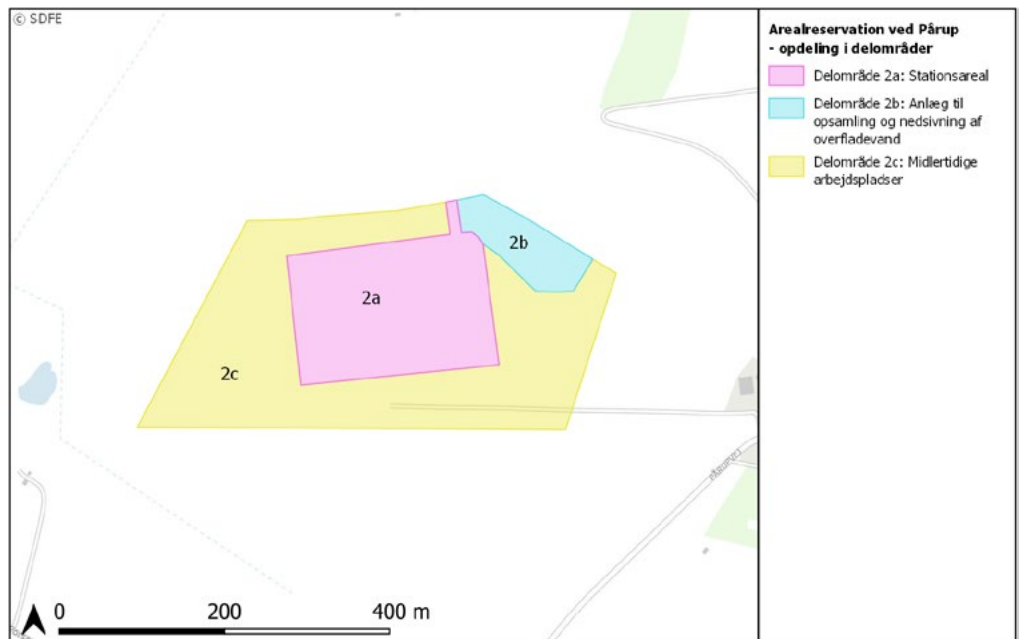 © SDFE
Arealreservation ved Pårup
- opdeling i delområder
Delområde 2a: Stationsareal
Delområde 2b: Anlæg til
opsamling og nedsivning af
overfladevand
Delområde 2c: Midlertidige
arbejdspladser
2b
2a
2c
0 200 400 m